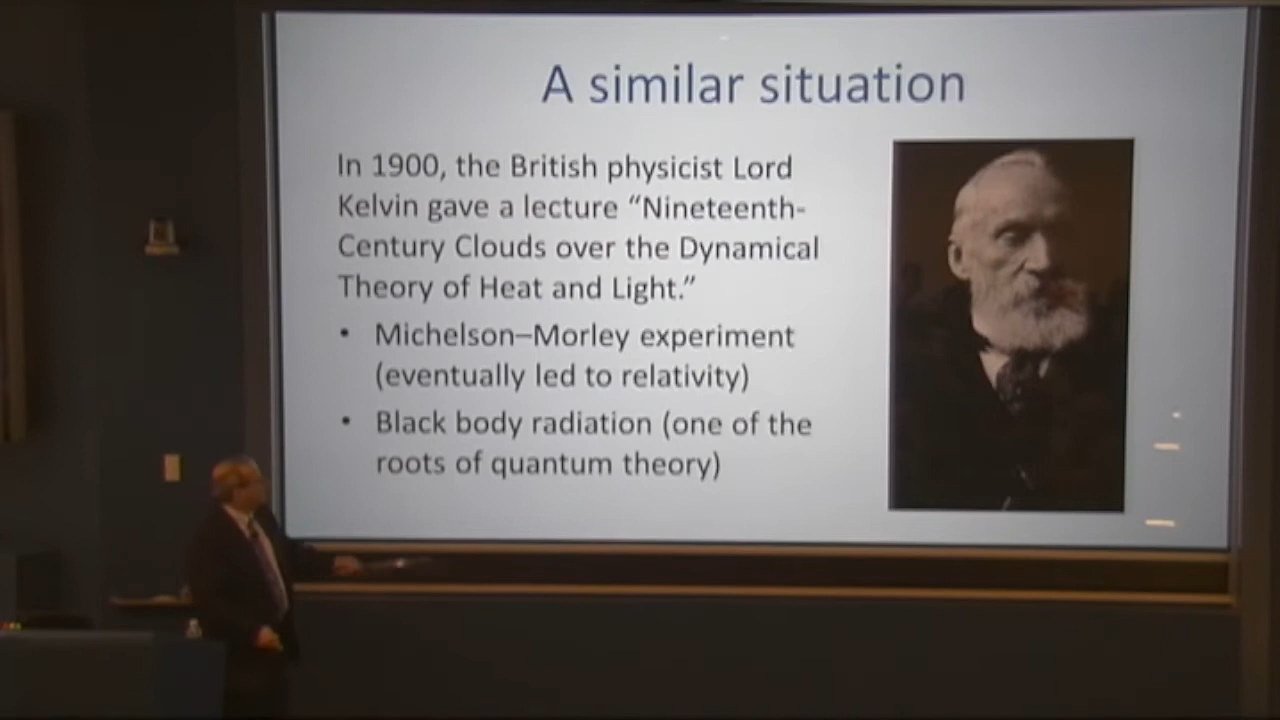 A similar situation
In 1900, the British physicist Lord
Kelvin gave a lecture “Nineteenth-
Century Clouds over the Dynamical
Theory of Heat and Light.”
• Michelson–Morley experiment
(eventually led to relativity)
• Black body radiation (one of the
roots of quantum theory)